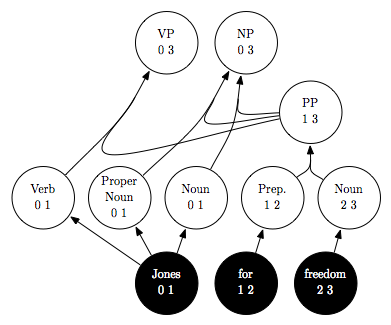 VP
0 3
NP
0 3
PP
1 3
Verb
0 1
Proper
Noun
0 1
Noun
0 1
Prep.
1 2
Noun
2 3
Jones
0 1
for
1 2
freedom
2 3